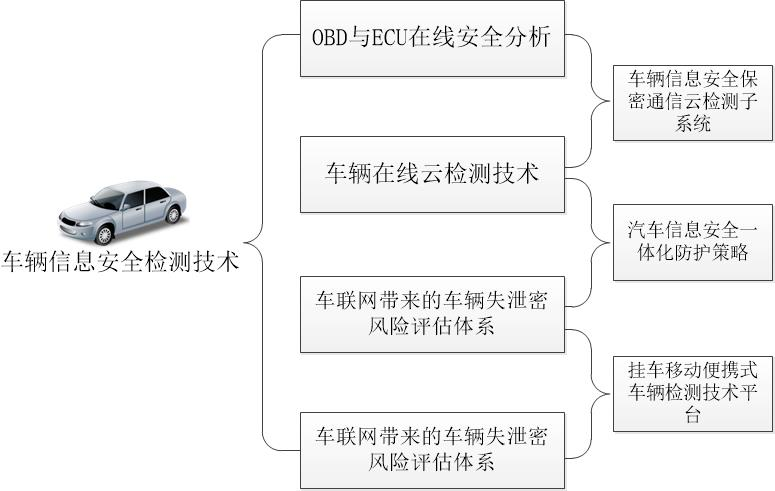 车辆信息安全检测技术
OBD与ECU在线安全分析
车辆在线云检测技术
车联网带来的车辆失泄密
风险评估体系
车联网带来的车辆失泄密
风险评估体系
车辆信息安全保
密通信云检测子
系统
汽车信息安全一
体化防护策略
挂车移动便携式
车辆检测技术平
台